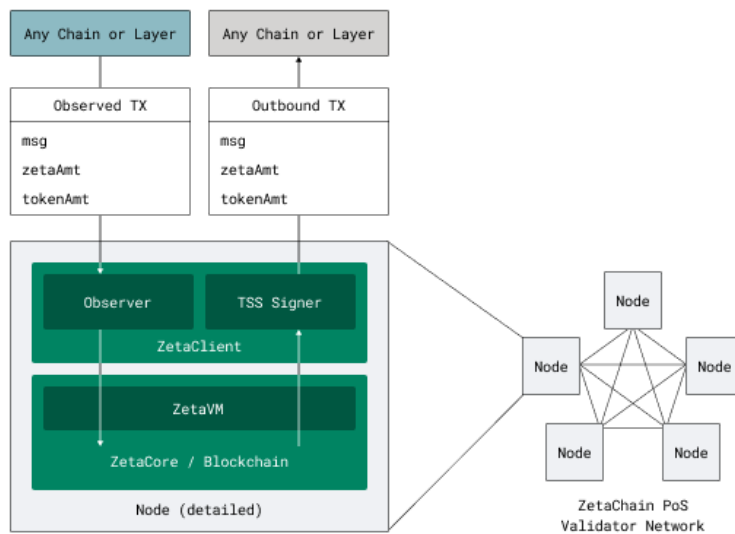 Any Chain or Layer
Any Chain or Layer
Observed TX
msg
zetaAmt
tokenAmt
Outbound TX
msg
zetaAmt
tokenAmt
Observer
TSS Signer
ZetaClient
ZetaVM
ZetaCore / Blockchain
Node (detailed)
Node
Node
Node
Node
Node
ZetaChain PoS
Validator Network